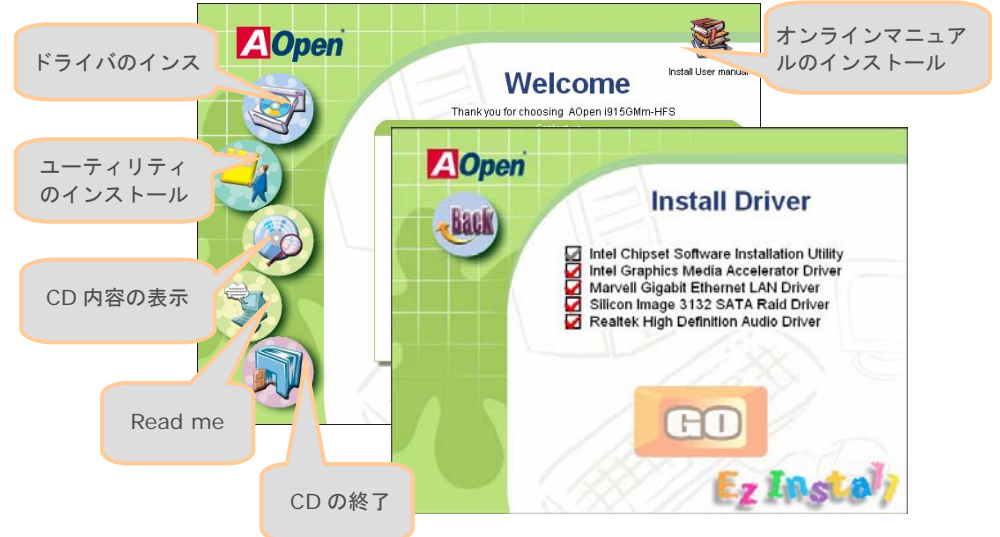 AOpen
ドライバのインス
オンラインマニュア
ルのインストール
Install User manual
Welcome
Thank you for choosing AOpen i915GMm-HFS
ユーティリティ
のインストール
CD 内容の表示
Read me
CD の終了
AOpen
Back
Install Driver
Intel Chipset Software Installation Utility
Intel Graphics Media Accelerator Driver
Marvell Gigabit Ethernet LAN Driver
Silicon Image 3132 SATA Raid Driver
Realtek High Definition Audio Driver
GO
Ez Install